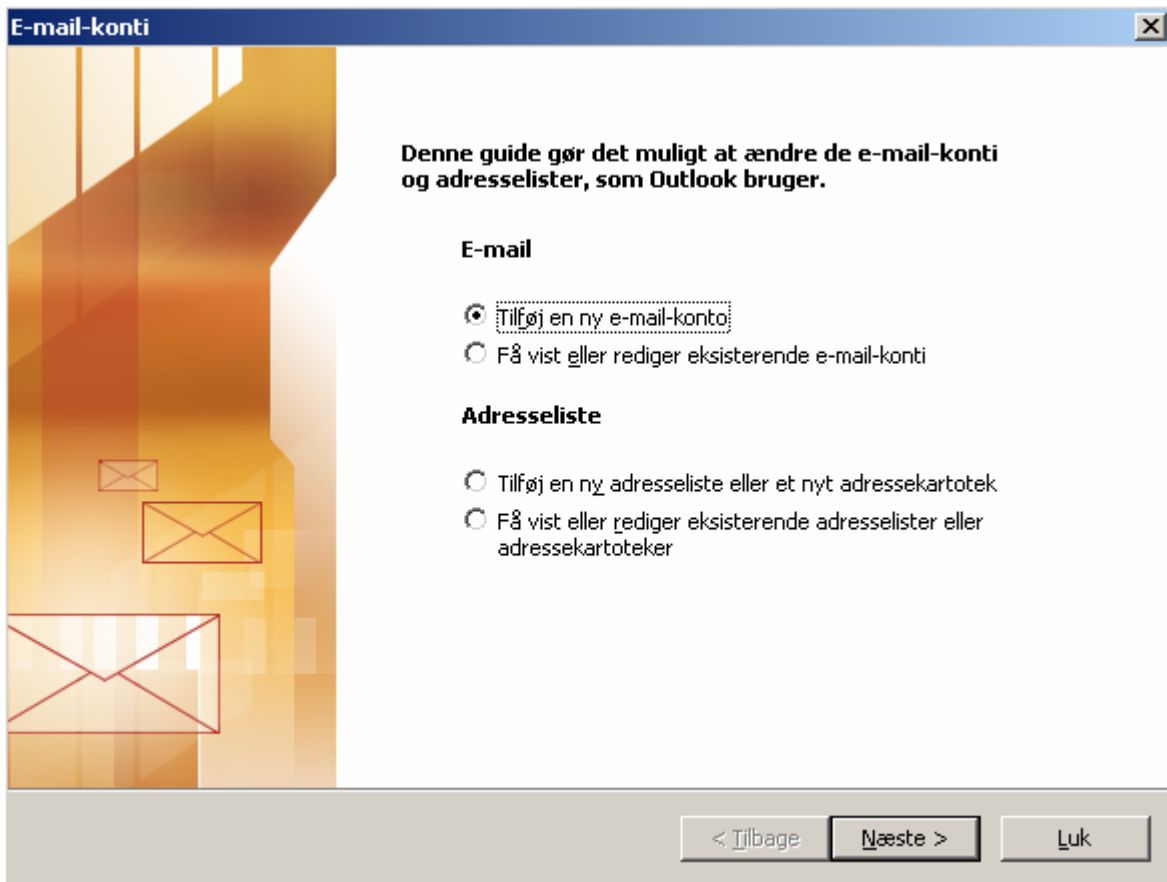 E-mail-konti
Denne guide gør det muligt at ændre de e-mail-konti
og adresselister, som Outlook bruger.
E-mail
Tilføj en ny e-mail-konto
Få vist eller rediger eksisterende e-mail-konti
Adresseliste
Tilføj en ny adresseliste eller et nyt adressekartotek
Få vist eller rediger eksisterende adresselister eller
adressekartoteker
< Tilbage
Næste >
Luk